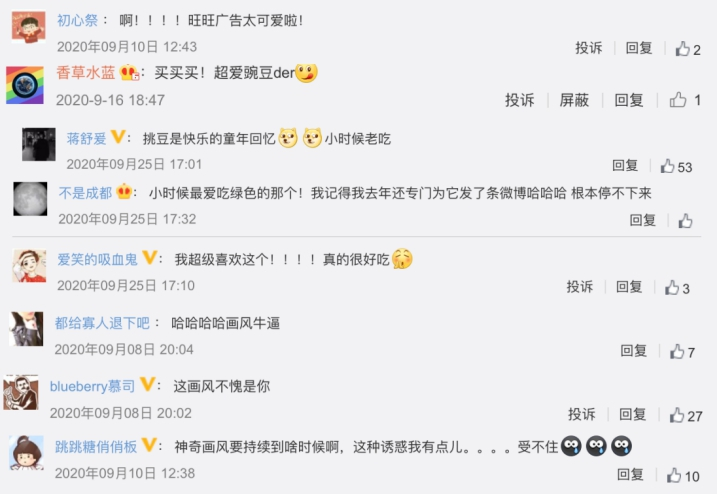 初心祭：啊！！！！旺旺广告太可爱啦！
2020年09月10日 12:43 投诉 回复 2
香草水蓝：买买买！超爱豌豆der
2020-9-16 18:47 投诉 屏蔽 回复 1
蒋舒爰V：挑豆是快乐的童年回忆 小时候老吃
2020年09月25日 17:01 回复 53
不是成都：小时候最爱吃绿色的那个！我记得我去年还专门为它发了条微博哈哈哈 根本停不下来
2020年09月25日 17:32 回复
爱笑的吸血鬼V：我超级喜欢这个！！！！真的很好吃
2020年09月25日 17:10 投诉 回复 3
都给寡人退下吧：哈哈哈哈画风牛逼
2020年09月08日 20:04 回复 7
blueberry慕司V：这画风不愧是你
2020年09月08日 20:02 投诉 回复 27
跳跳糖俏俏板V：神奇画风要持续到啥时候啊，这种诱惑我有点儿。。。。受不住
2020年09月10日 12:38 回复 10